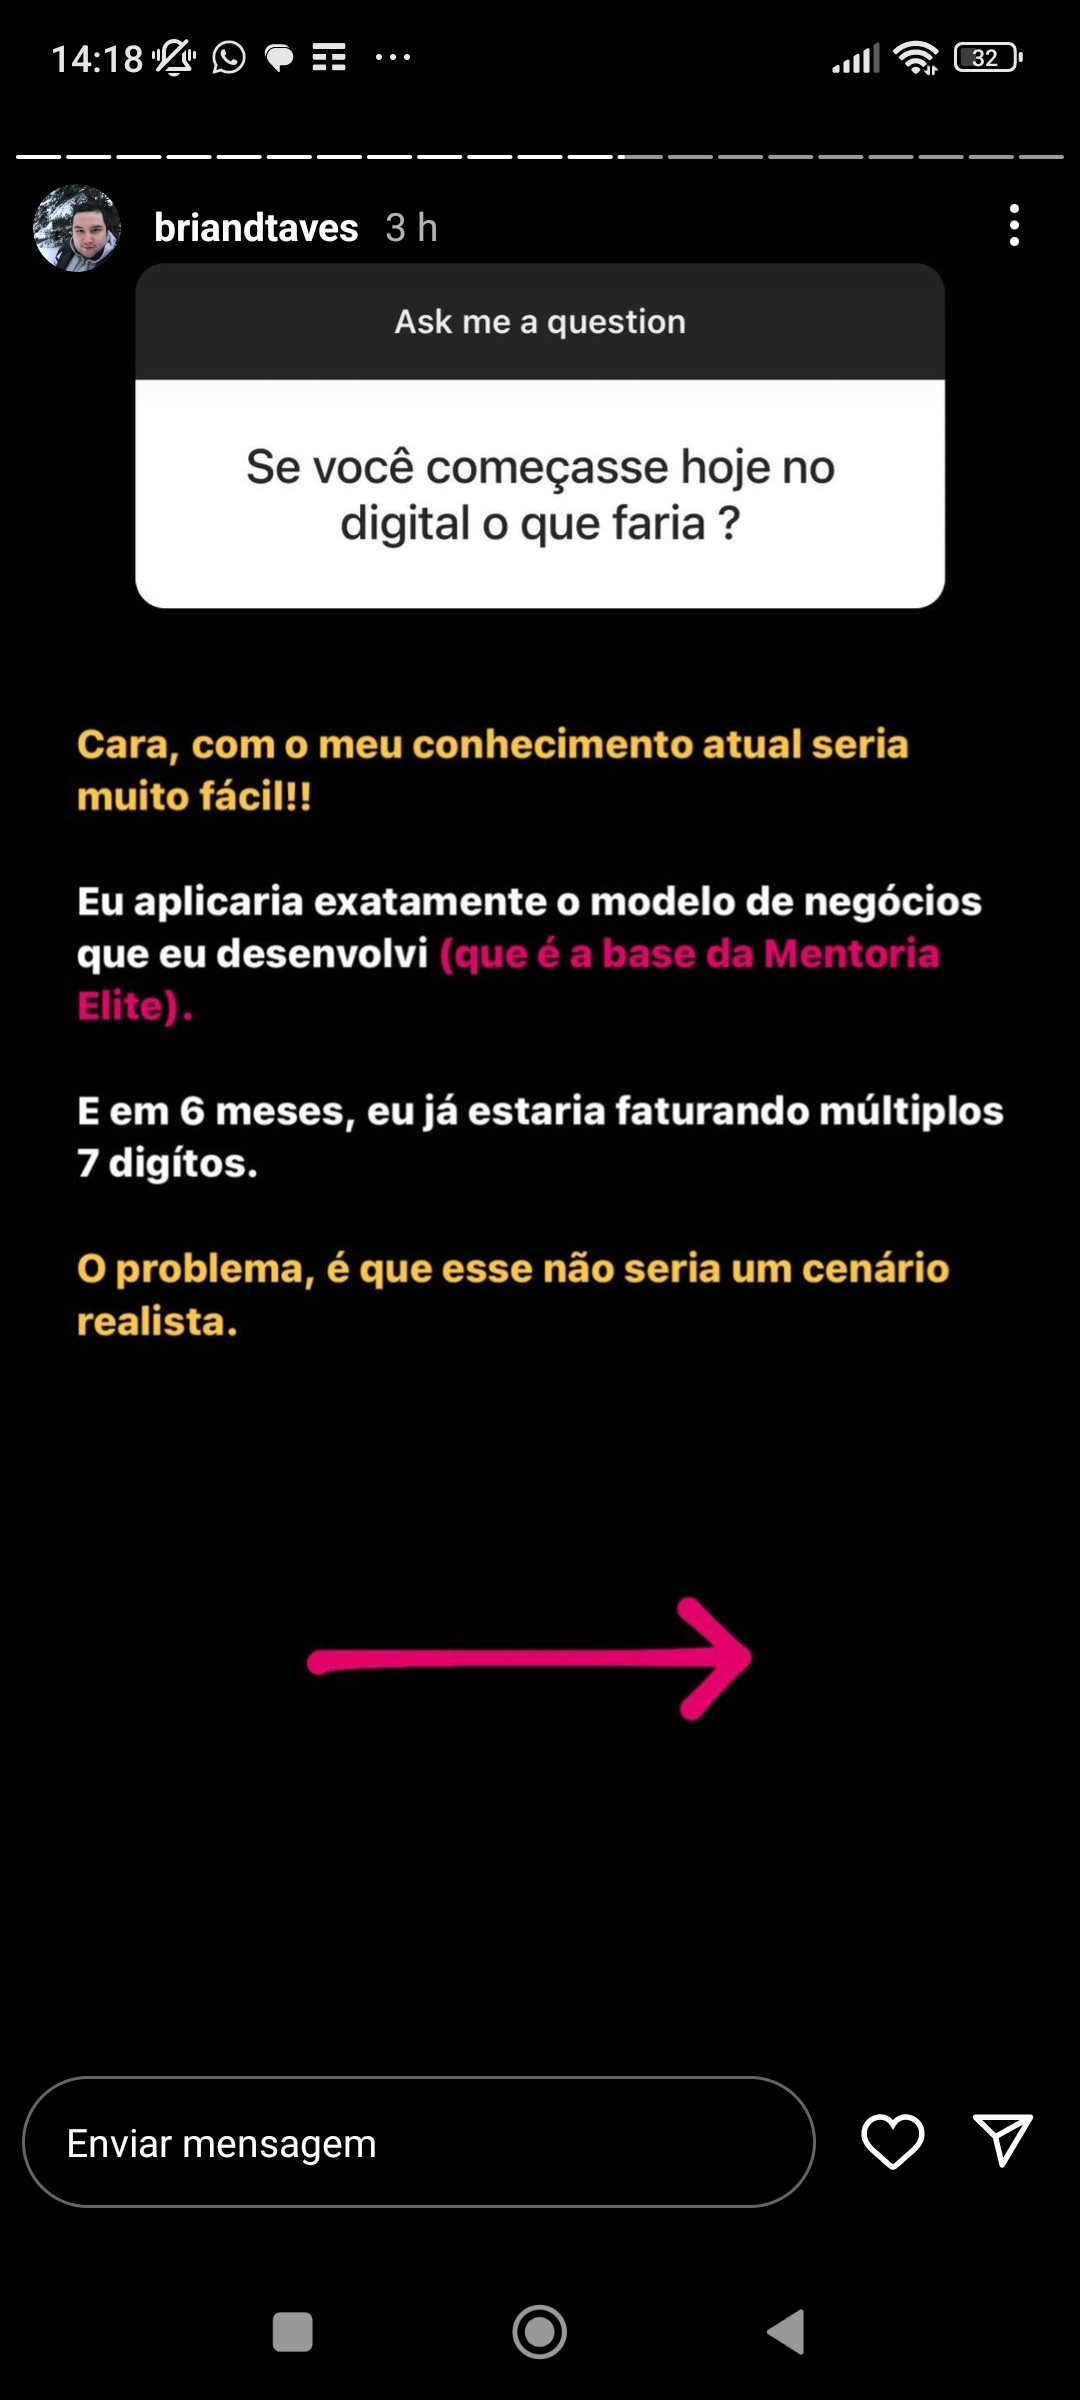 14:18
32
briandtaves 3 h
Ask me a question
Se você começasse hoje no
digital o que faria ?
Cara, com o meu conhecimento atual seria
muito fácil!!
Eu aplicaria exatamente o modelo de negócios
que eu desenvolvi (que é a base da Mentoria
Elite).
E em 6 meses, eu já estaria faturando múltiplos
7 digítos.
O problema, é que esse não seria um cenário
realista.
Enviar mensagem